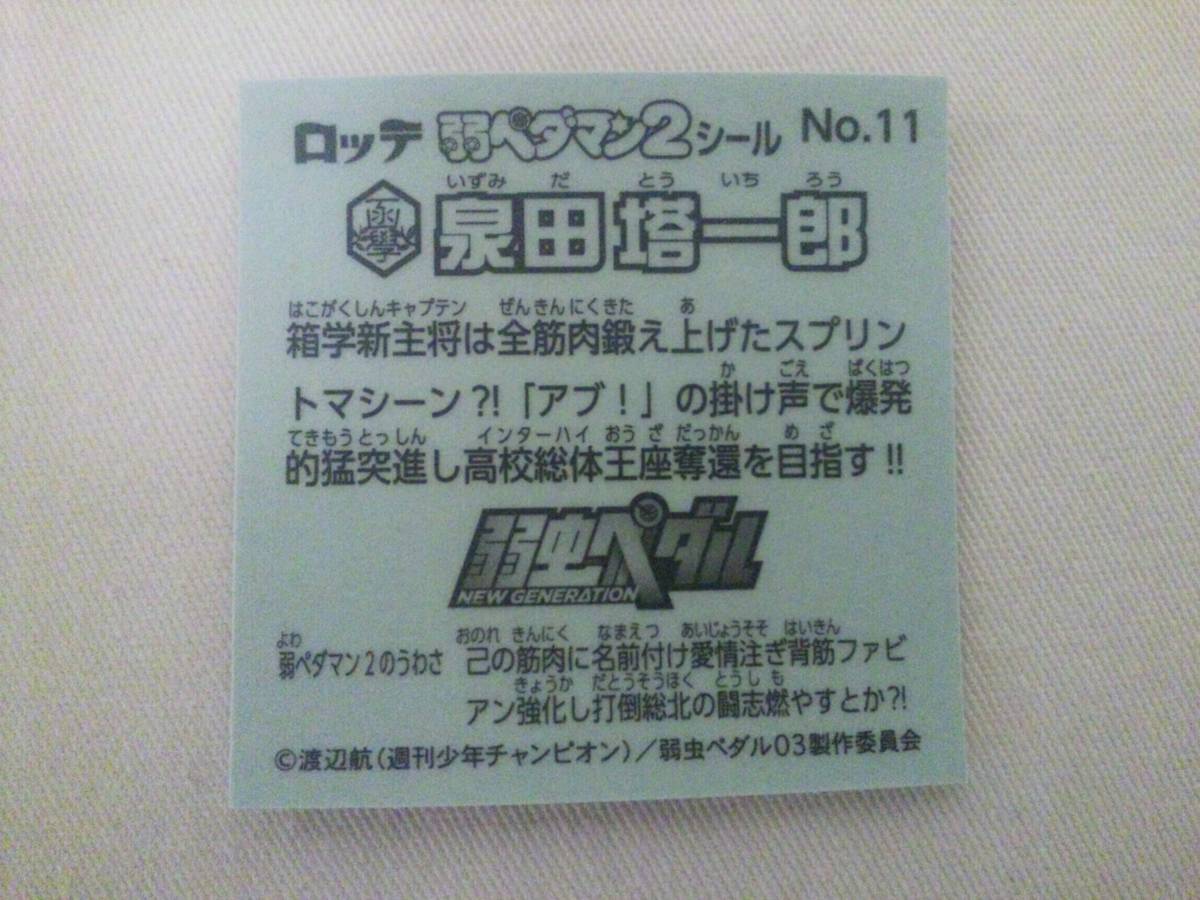 ロッテ 弱ペダマン2シール No.11
いずみ だ とう いち ろう
函學 泉田塔一郎
はこがくしんキャプテン ぜんきんにくきた あ
箱学新主将は全筋肉鍛え上げたスプリン
か ごえ ばくはつ
トマシーン?!「アブ!」の掛け声で爆発
てきもうとっしん インターハイ おうざ だっかん めざ
的猛突進し高校総体王座奪還を目指す!!
弱虫ペダル
NEW GENERATION
よわ おのれ きんにく なまえつ あいじょうそそ はいきん
弱ペダマン2のうわさ 己の筋肉に名前付け愛情注ぎ背筋ファビ
きょうか だとうそうほく とうしも
アン強化し打倒総北の闘志燃やすとか?!
©渡辺航(週刊少年チャンピオン)/弱虫ペダル03製作委員会